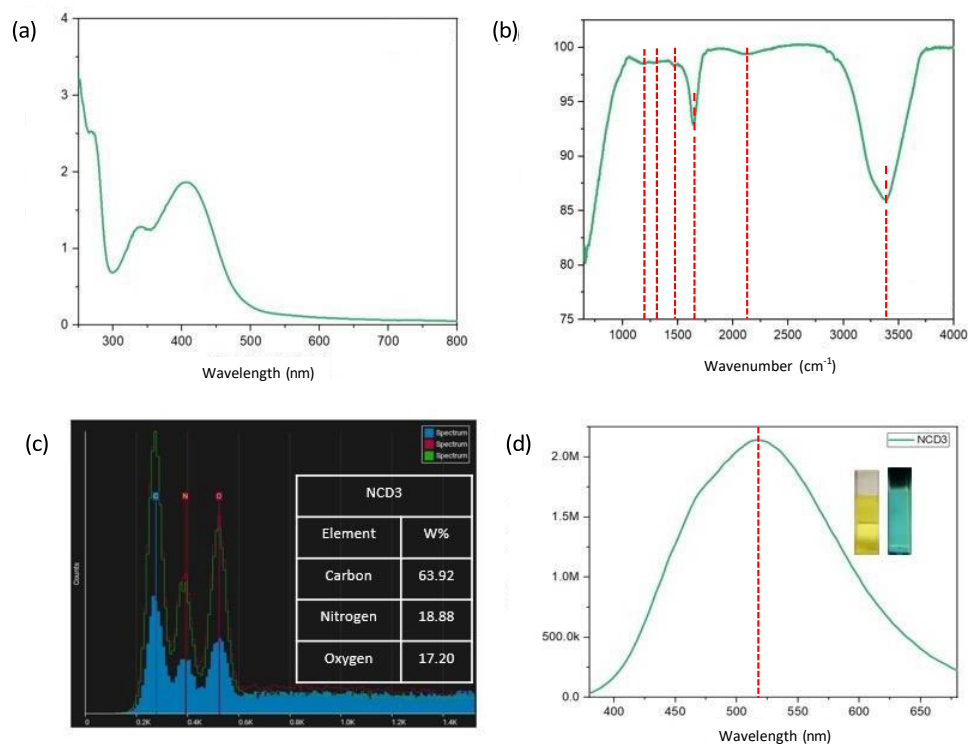 (a)
4
3
2
1
0
300 400 500 600 700 800
Wavelength (nm)
(b)
100
95
90
85
80
75
1000 1500 2000 2500 3000 3500 4000
Wavenumber (cm-1)
(c)
Spectrum
Spectrum
Spectrum
C N O
Counts
0 0.2K 0.4K 0.6K 0.8K 1.0K 1.2K 1.4K
NCD3
Element W%
Carbon 63.92
Nitrogen 18.88
Oxygen 17.20
(d)
NCD3
2.0M
1.5M
1.0M
500.0k
0.0
400 450 500 550 600 650
Wavelength (nm)